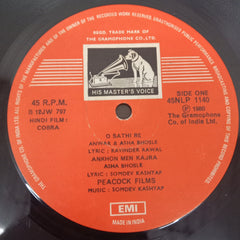 REGD. TRADE MARK OF
THE GRAMOPHONE CO., LTD.
HIS MASTER'S VOICE
45 R.P.M.
S 10JW 797
HINDI FILM:
COBRA
SIDE ONE
45NLP 1140
℗ 1980
The Gramophone
Co. of India Ltd.
O SATHI RE
ANWAR & ASHA BHOSLE
LYRIC : RAVINDER RAWAL
ANKHON MEN KAJRA
ASHA BHOSLE
LYRIC : SOMDEV KASHYAP
PEACOCK FILMS
MUSIC : SOMDEV KASHYAP
EMI
MADE IN INDIA